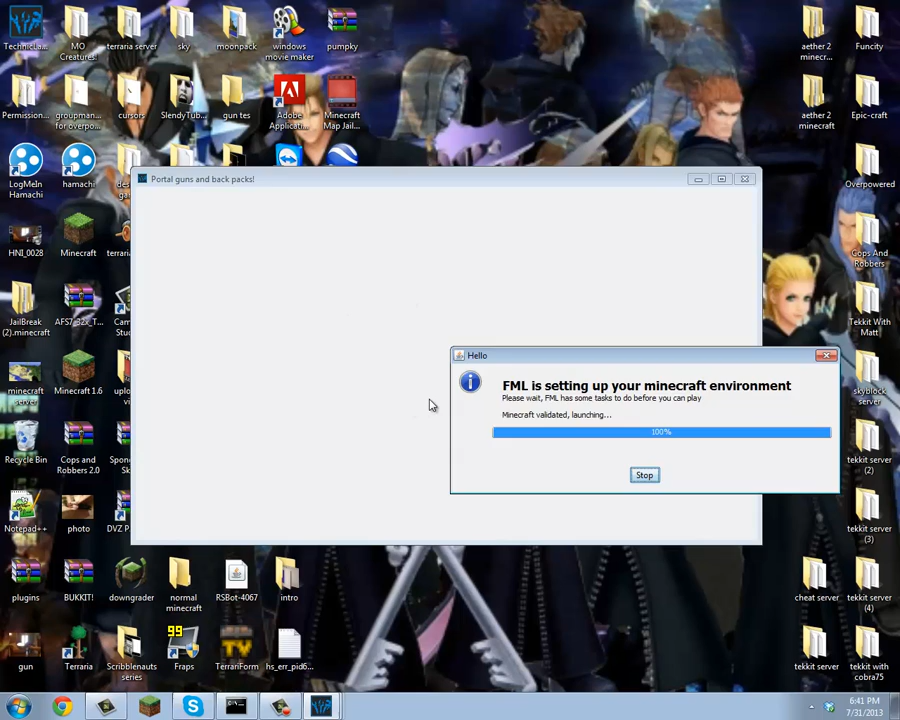 TechnicLa...
MO
Creatures!
terraria server
sky
moonpack
windows
movie maker
pumpky
aether 2
minecr...
Funcity
Permission...
groupman...
for overpo...
cursors
SlendyTub...
gun tes
Adobe
Applicati...
Minecraft
Map Jail...
aether 2
minecraft
Epic-craft
LogMeIn
Hamachi
hamachi
Overpowered
Portal guns and back packs!
HNI_0028
Minecraft
Cops And
Robbers
JailBreak
(2).minecraft
AFS7_32x_T...
Tekkit With
Matt
Hello
FML is setting up your minecraft environment
Please wait, FML has some tasks to do before you can play
Minecraft validated, launching...
100%
Stop
minecraft
server
Minecraft 1.6
skyblock
server
Recycle Bin
Cops and
Robbers 2.0
tekkit server
(2)
Notepad++
photo
tekkit server
(3)
plugins
BUKKIT!
downgrader
normal
minecraft
RSBot-4067
intro
cheat server
tekkit server
(4)
99
gun
Terraria
Scribblenauts
series
Fraps
TV
TerrariForm
hs_err_pid6...
tekkit server
tekkit with
cobra75
6:41 PM
7/31/2013